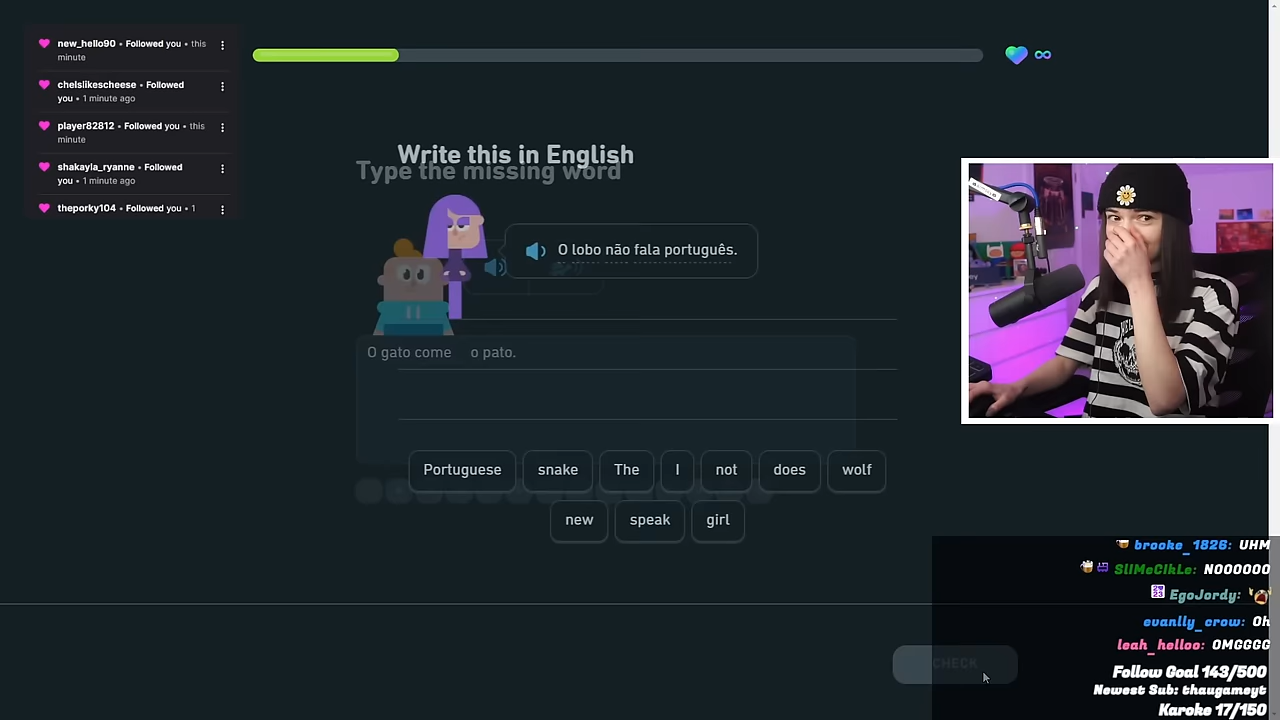 new_hello90 • Followed you • this
minute
chelslikescheese • Followed
you • 1 minute ago
player82812 • Followed you • this
minute
shakayla_ryanne • Followed
you • 1 minute ago
theporky104 • Followed you • 1
Write this in English
Type the missing word
O lobo não fala português.
O gato come o pato.
Portuguese snake The I not does wolf
new speak girl
CHECK
brooke_1826: UHM
SlIMeCIkLe: NOOOOOO
EgoJordy:
evanlly_crow: Oh
leah_helloo: OMGGGG
Follow Goal 143/500
Newest Sub: thaugameyt
Karoke 17/150